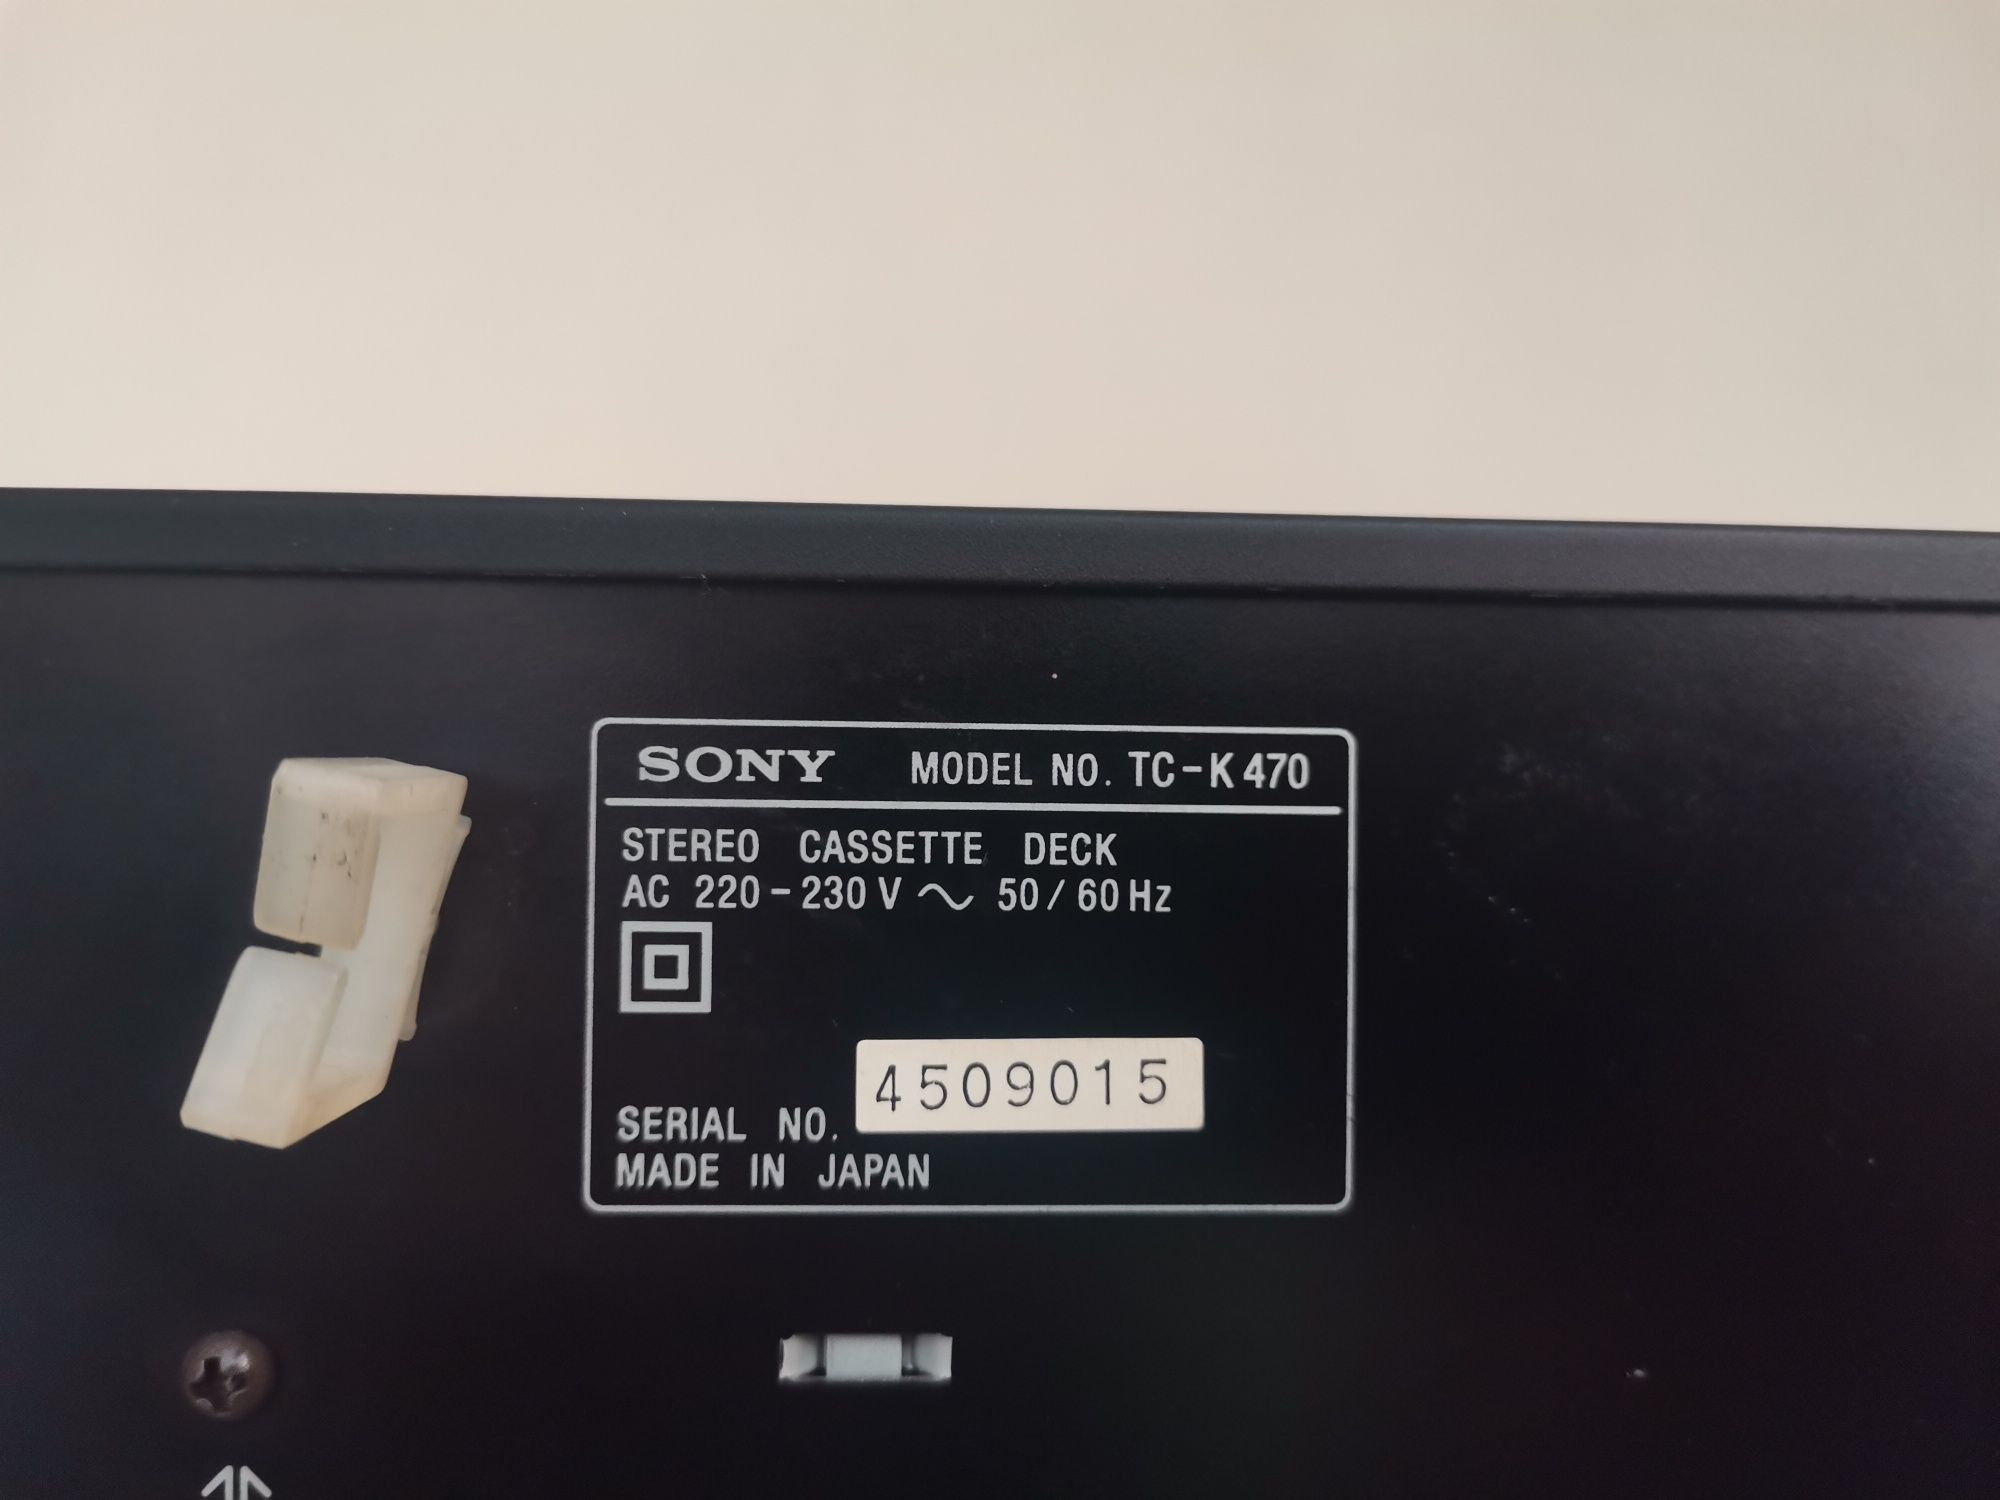 SONY MODEL NO. TC-K470
STEREO CASSETTE DECK
AC 220-230V ~ 50/60Hz
SERIAL NO. 4509015
MADE IN JAPAN